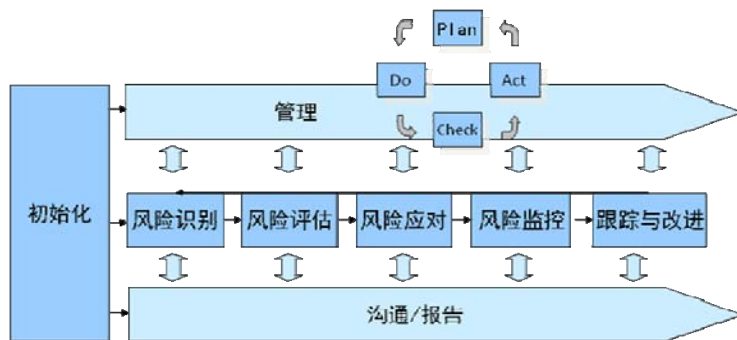 Plan
Do
Act
管理
Check
初始化
风险识别
风险评估
风险应对
风险监控
跟踪与改进
沟通/报告